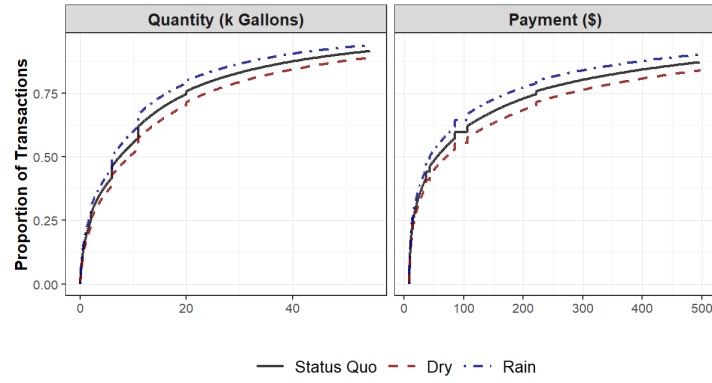 Quantity (k Gallons) Payment ($)
Proportion of Transactions
0.75
0.50
0.25
0.00
0 20 40 0 100 200 300 400 500
Status Quo Dry Rain